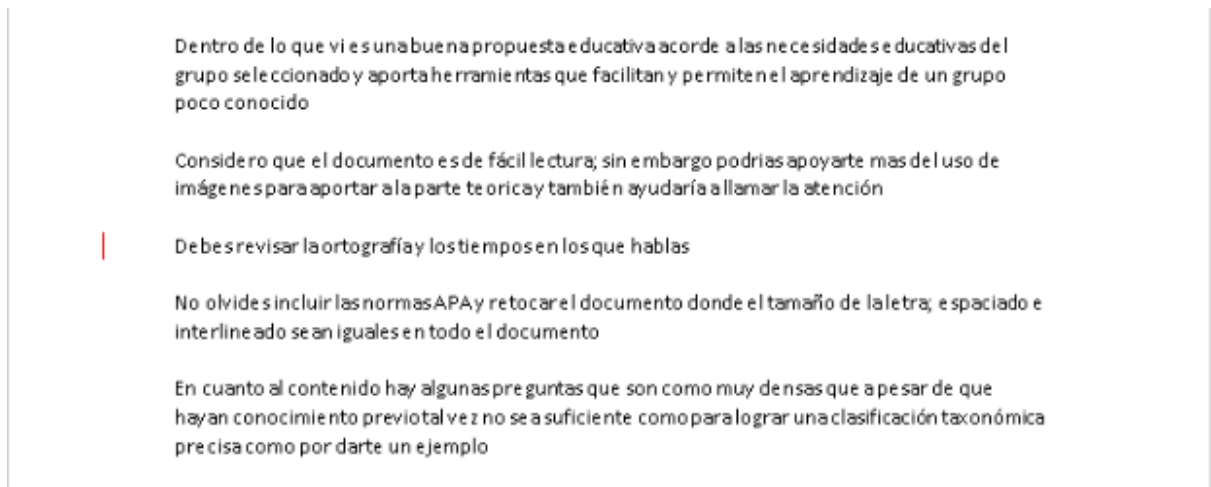 Dentro de lo que vi es una buena propuesta educativa acorde a las necesidades educativas del
grupo seleccionado y aporta herramientas que facilitan y permiten el aprendizaje de un grupo
poco conocido
Considero que el documento es de fácil lectura; sin embargo podrias apoyarte mas del uso de
imágenes para aportar a la parte teorica y también ayudaría a llamar la atención
Debes revisar la ortografía y los tiempos en los que hablas
No olvides incluir las normas APA y retocar el documento donde el tamaño de la letra; espaciado e
interlineado sean iguales en todo el documento
En cuanto al contenido hay algunas preguntas que son como muy densas que a pesar de que
hayan conocimiento previo tal vez no sea suficiente como para lograr una clasificación taxonómica
precisa como por darte un ejemplo